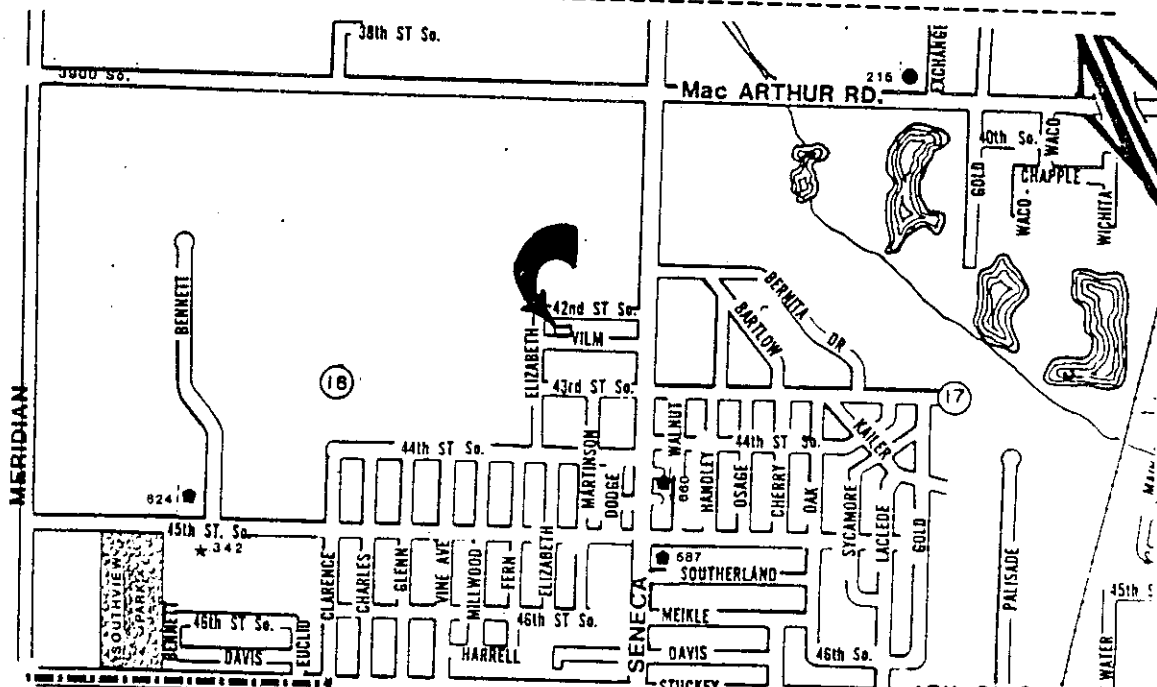 38th ST So.
3900 So.
Mac ARTHUR RD.
216
EXCHANGE
40th So.
WACO
GOLD
CHAPPLE
WACO
WICHITA
BENNETT
42nd ST So.
VILM
ELIZABETH
BERMITA DR
BARTLOW
18
43rd ST So.
17
MERIDIAN
44th ST So.
MARTINSON
DODGE
WALNUT
44th ST So.
KAILER
624
660
HANDLEY
OSAGE
CHERRY
OAK
SYCAMORE
LACLEDE
GOLD
PALISADE
45th ST. So.
342
SOUTHVIEW PARK
CLARENCE
CHARLES
GLENN
VINE AVE
MILLWOOD
FERN
ELIZABETH
687
SOUTHERLAND
SENECA
MEIKLE
46th ST So.
BENNET
DAVIS
EUCLID
46th ST So.
HARRELL
DAVIS
46th So.
STUCKEY
WATER
45th S